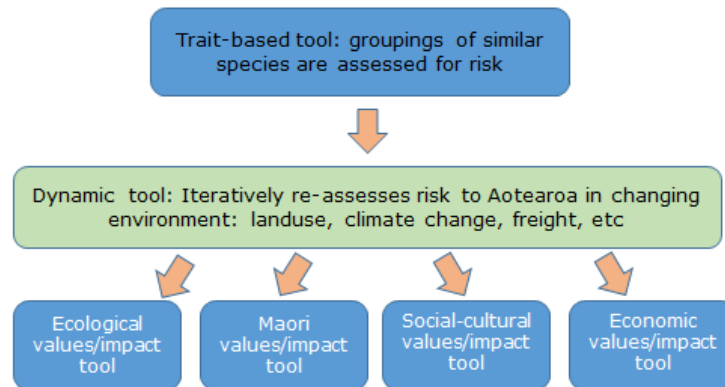 Trait-based tool: groupings of similar
species are assessed for risk
Dynamic tool: Iteratively re-assesses risk to Aotearoa in changing
environment: landuse, climate change, freight, etc
Ecological
values/impact
tool
Maori
values/impact
tool
Social-cultural
values/impact
tool
Economic
values/impact
tool